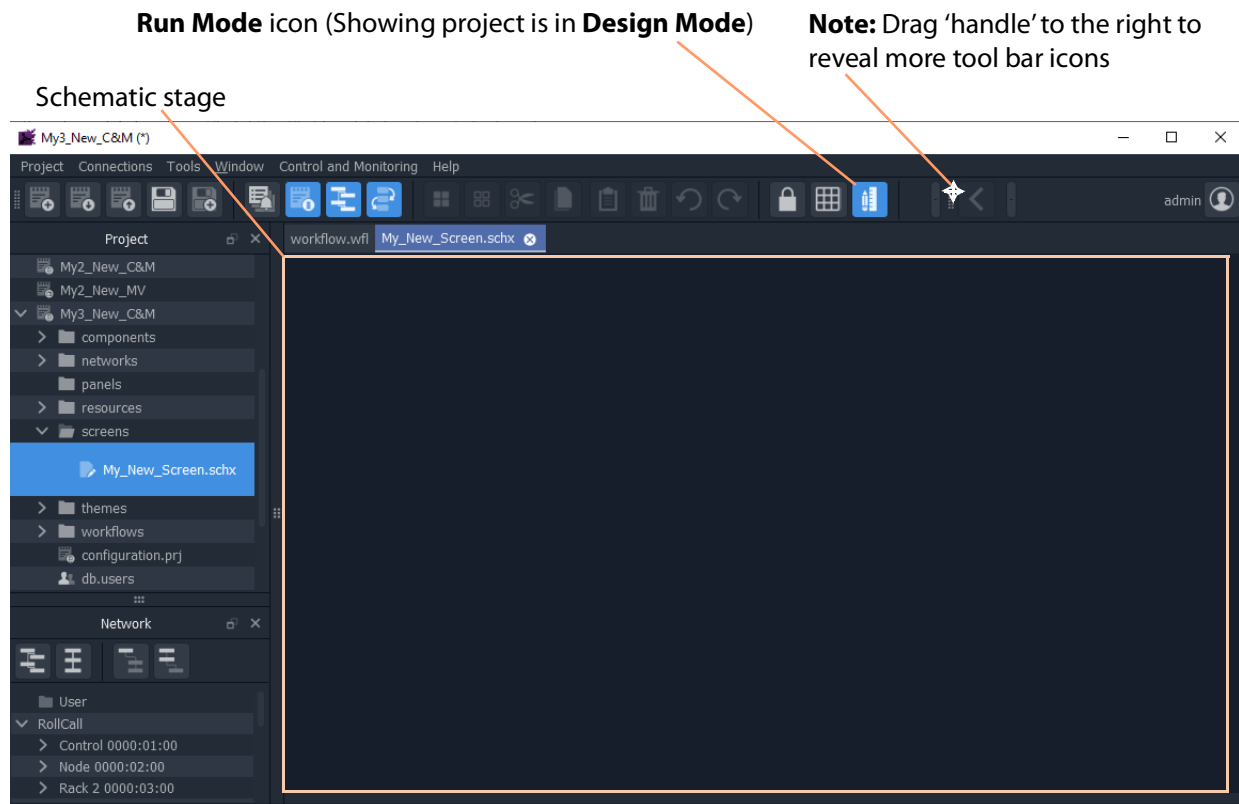 Run Mode icon (Showing project is in Design Mode)
Note: Drag ‘handle’ to the right to
reveal more tool bar icons
Schematic stage
My3_New_C&M (*)
Project Connections Tools Window Control and Monitoring Help
admin
Project
workflow.wfl My_New_Screen.schx
My2_New_C&M
My2_New_MV
My3_New_C&M
components
networks
panels
resources
screens
My_New_Screen.schx
themes
workflows
configuration.prj
db.users
Network
User
RollCall
Control 0000:01:00
Node 0000:02:00
Rack 2 0000:03:00